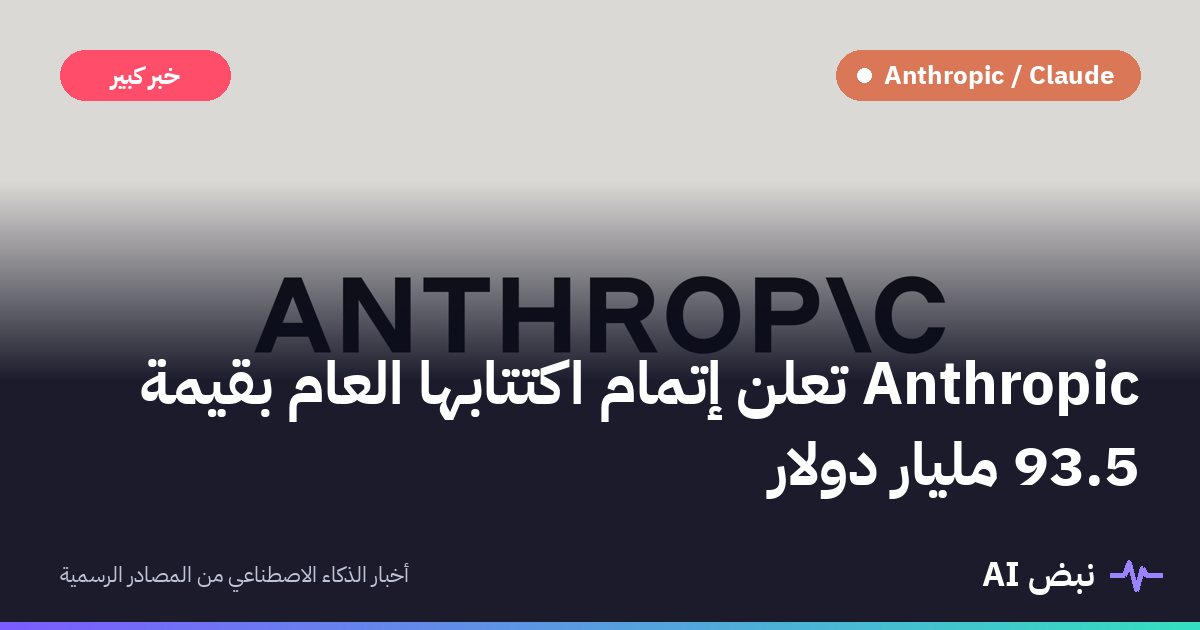 Anthropic / Claude
خبر كبير
ANTHROP\C
Anthropic تعلن إتمام اكتتابها العام بقيمة
93.5 مليار دولار
نبض AI
أخبار الذكاء الاصطناعي من المصادر الرسمية